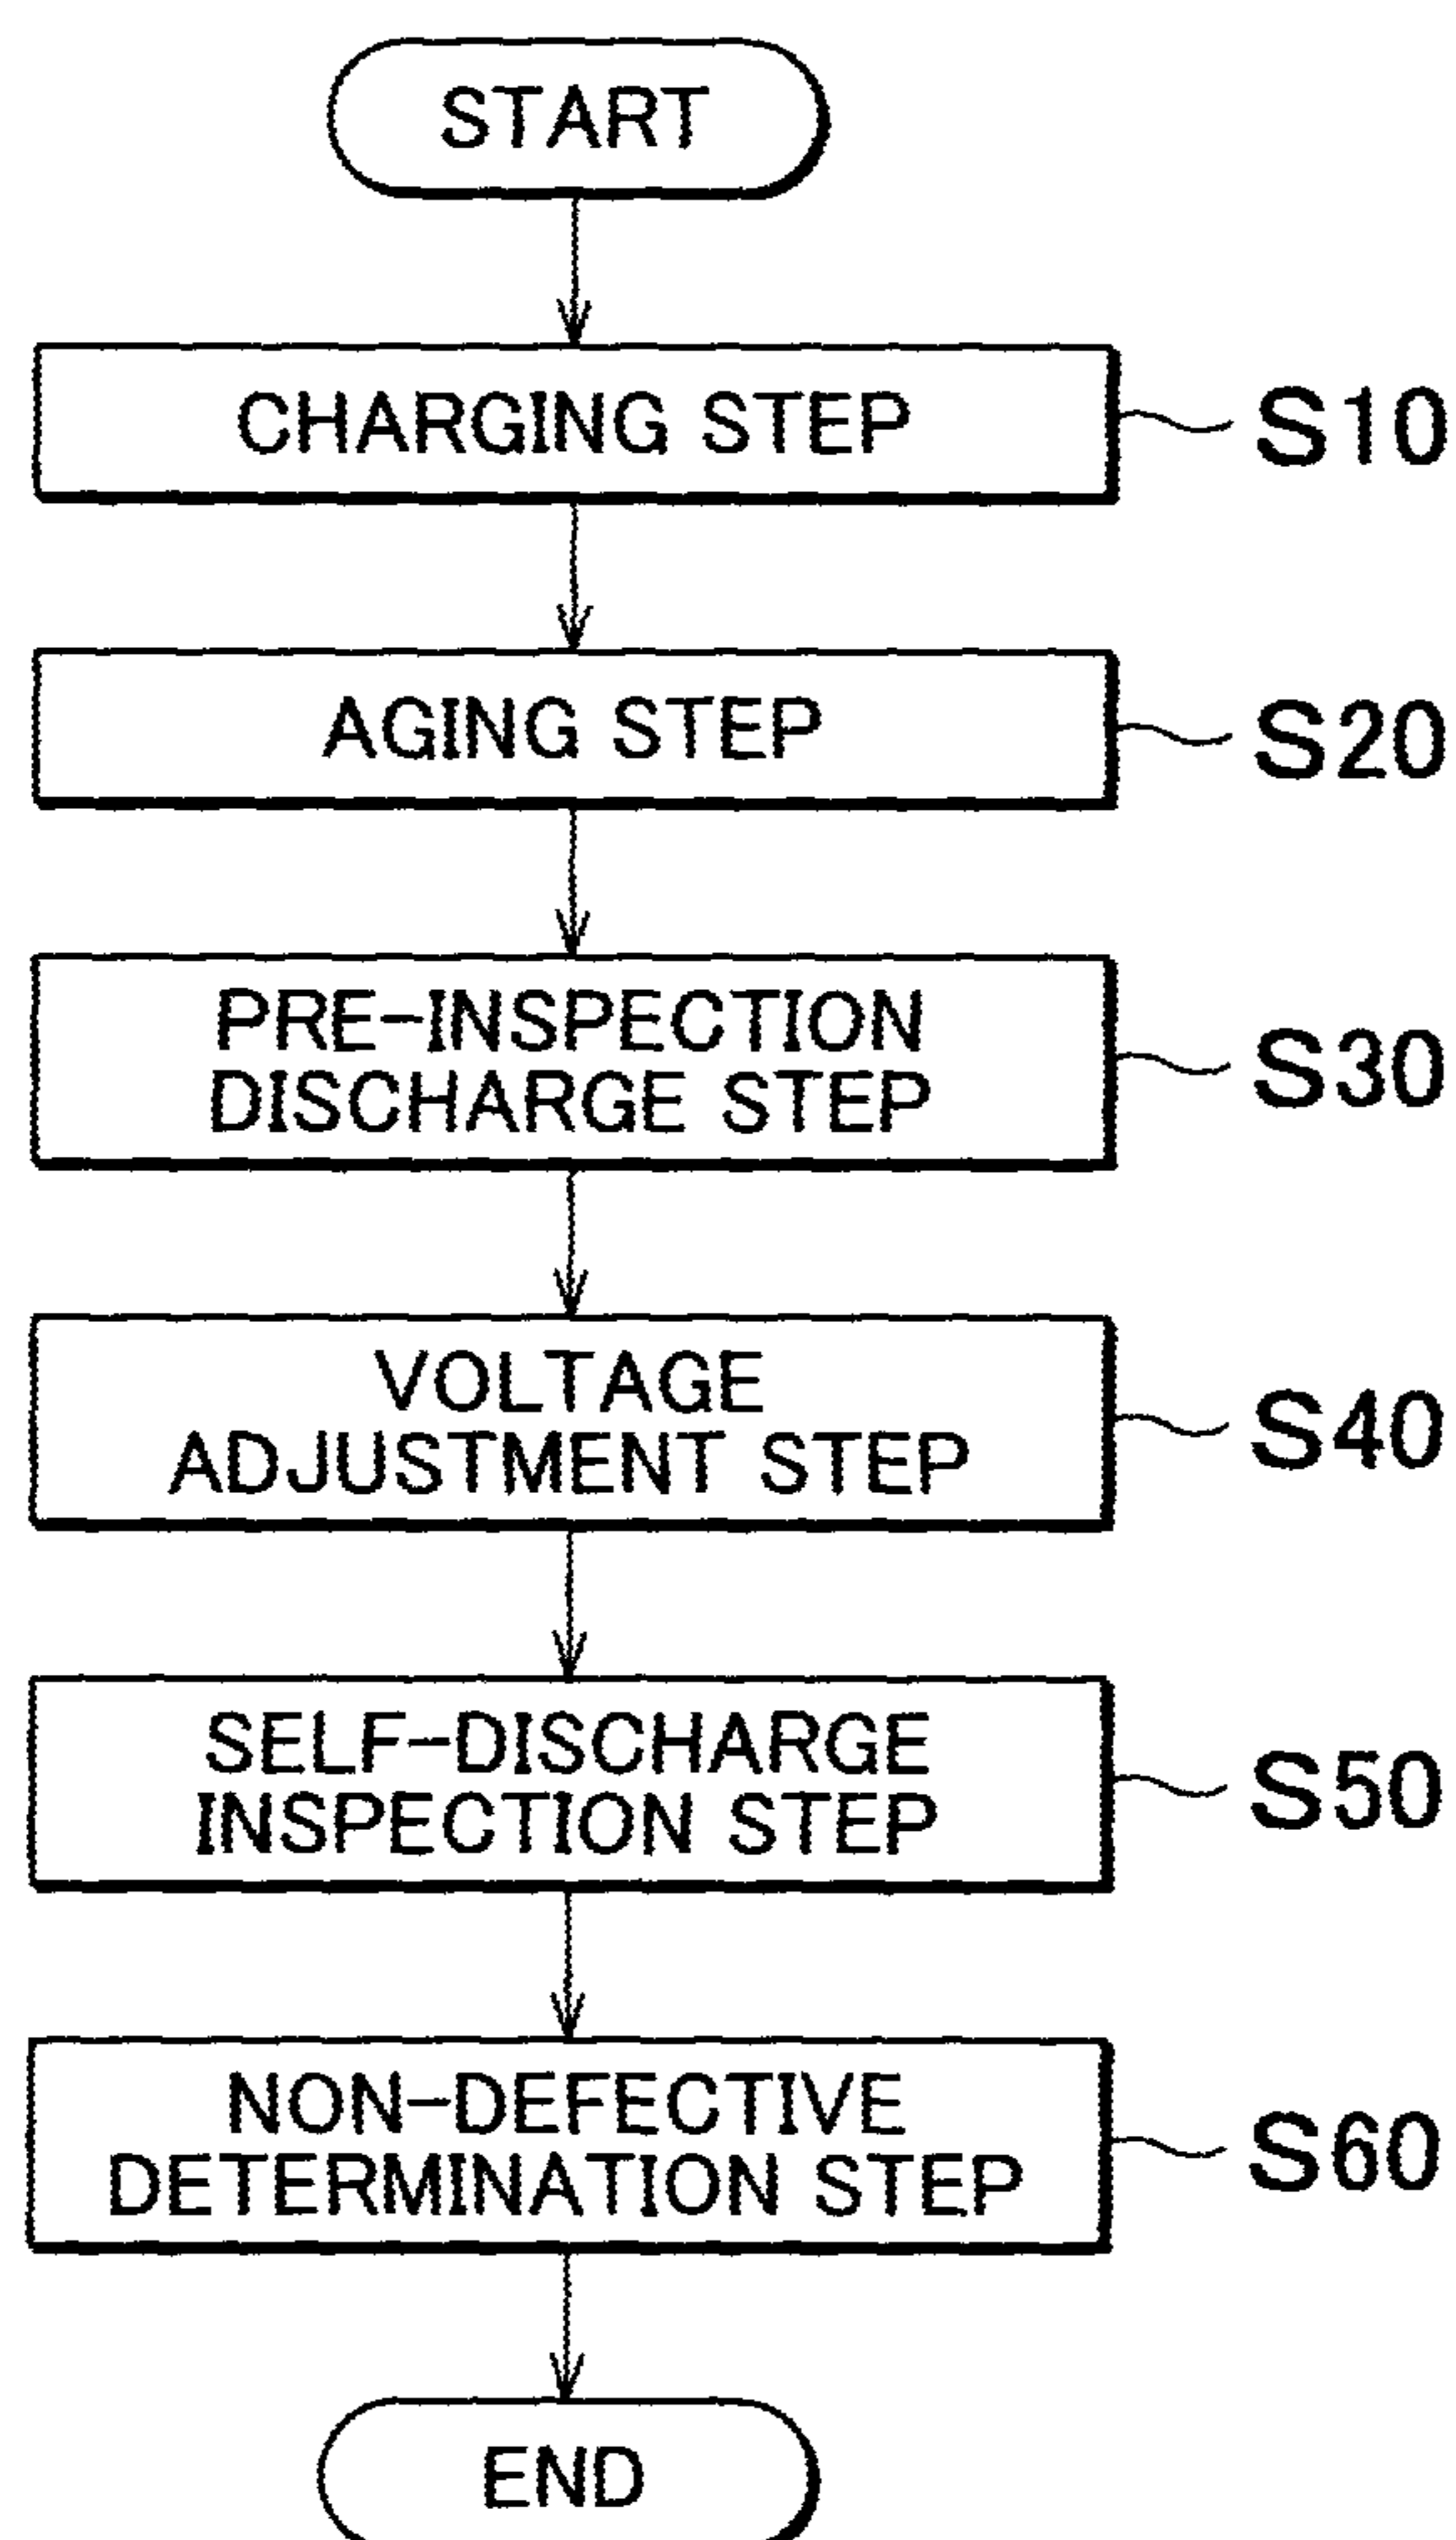 START
CHARGING STEP
S10
AGING STEP
S20
PRE-INSPECTION
DISCHARGE STEP
S30
VOLTAGE
ADJUSTMENT STEP
S40
SELF-DISCHARGE
INSPECTION STEP
S50
NON-DEFECTIVE
DETERMINATION STEP
S60
END